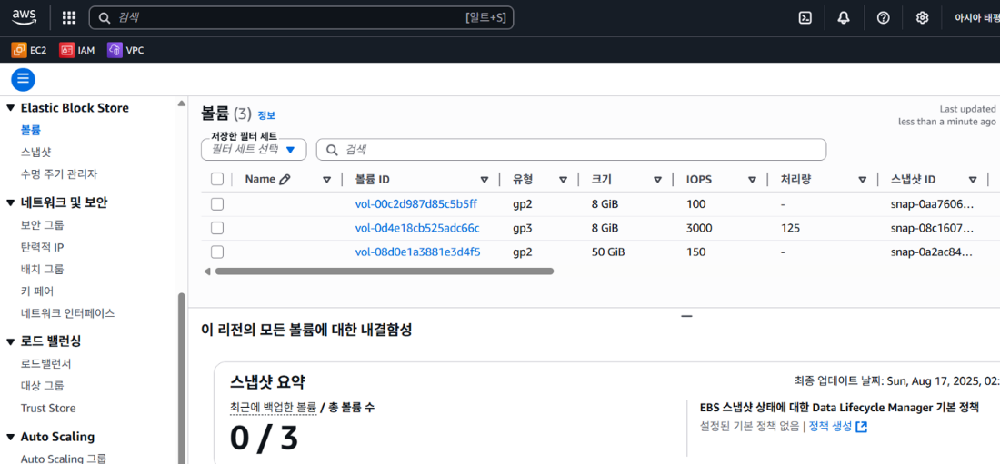 aws 검색 [알트+S] 아시아 태평
EC2 IAM VPC
Elastic Block Store
볼륨
스냅샷
수명 주기 관리자
네트워크 및 보안
보안 그룹
탄력적 IP
배치 그룹
키 페어
네트워크 인터페이스
로드 밸런싱
로드밸런서
대상 그룹
Trust Store
Auto Scaling
Auto Scaling 그룹
볼륨 (3) 정보
Last updated
less than a minute ago
저장한 필터 세트
필터 세트 선택 검색
Name 볼륨 ID 유형 크기 IOPS 처리량 스냅샷 ID
vol-00c2d987d85c5b5ff gp2 8 GiB 100 - snap-0aa7606...
vol-0d4e18cb525adc66c gp3 8 GiB 3000 125 snap-08c1607...
vol-08d0e1a3881e3d4f5 gp2 50 GiB 150 - snap-0a2ac84...
이 리전의 모든 볼륨에 대한 내결함성
스냅샷 요약
최종 업데이트 날짜: Sun, Aug 17, 2025, 02:
최근에 백업한 볼륨 / 총 볼륨 수
0 / 3
EBS 스냅샷 상태에 대한 Data Lifecycle Manager 기본 정책
설정된 기본 정책 없음 | 정책 생성